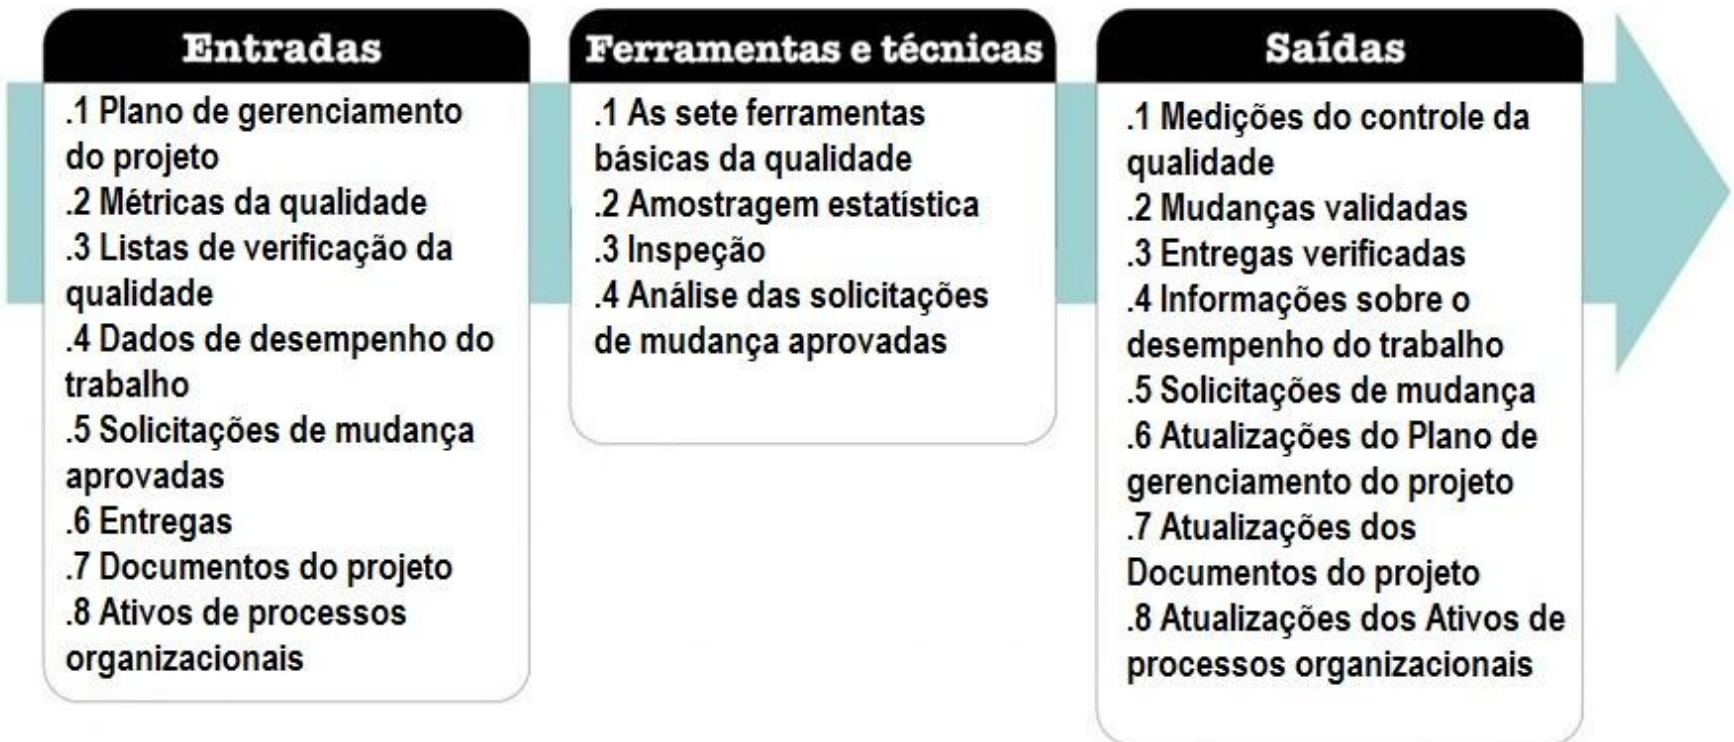 Entradas
.1 Plano de gerenciamento
do projeto
.2 Métricas da qualidade
.3 Listas de verificação da
qualidade
.4 Dados de desempenho do
trabalho
.5 Solicitações de mudança
aprovadas
.6 Entregas
.7 Documentos do projeto
.8 Ativos de processos
organizacionais
Ferramentas e técnicas
.1 As sete ferramentas
básicas da qualidade
.2 Amostragem estatística
.3 Inspeção
.4 Análise das solicitações
de mudança aprovadas
Saídas
.1 Medições do controle da
qualidade
.2 Mudanças validadas
.3 Entregas verificadas
.4 Informações sobre o
desempenho do trabalho
.5 Solicitações de mudança
.6 Atualizações do Plano de
gerenciamento do projeto
.7 Atualizações dos
Documentos do projeto
.8 Atualizações dos Ativos de
processos organizacionais